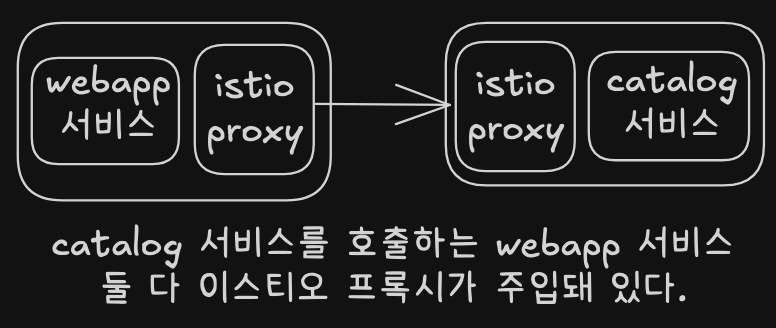 webapp
서비스
istio
proxy
istio
proxy
catalog
서비스
catalog 서비스를 호출하는 webapp 서비스
둘 다 이스티오 프록시가 주입돼 있다.